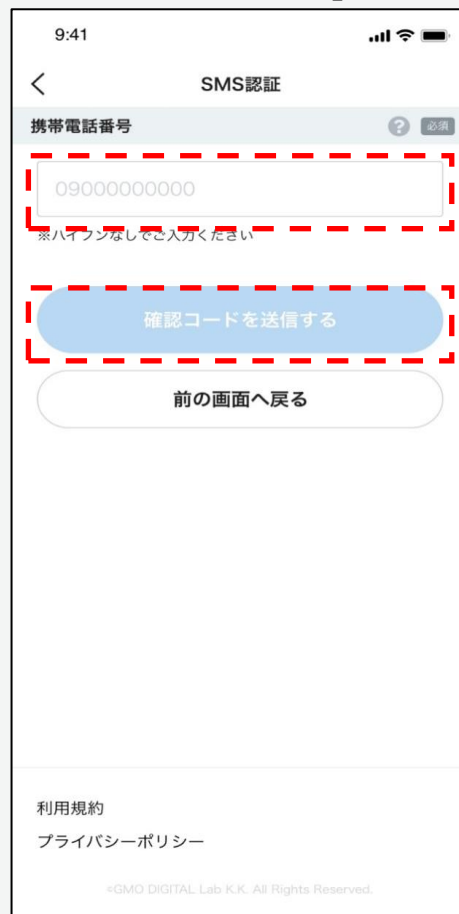 9:41
SMS認証
携帯電話番号 ? 必須
09000000000
※ハイフンなしでご入力ください
確認コードを送信する
前の画面へ戻る
利用規約
プライバシーポリシー
©GMO DIGITAL Lab K.K. All Rights Reserved.